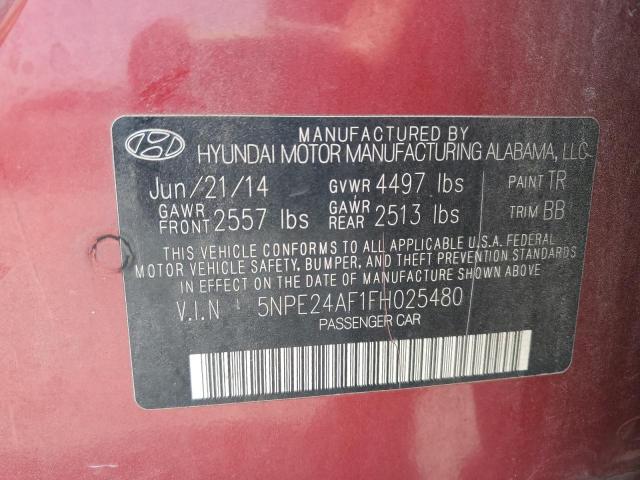 MANUFACTURED BY
HYUNDAI MOTOR MANUFACTURING ALABAMA, LLC
Jun/21/14 GVWR 4497 lbs PAINT TR
GAWR FRONT 2557 lbs GAWR REAR 2513 lbs TRIM BB
THIS VEHICLE CONFORMS TO ALL APPLICABLE U.S.A. FEDERAL
MOTOR VEHICLE SAFETY, BUMPER, AND THEFT PREVENTION STANDARDS
IN EFFECT ON THE DATE OF MANUFACTURE SHOWN ABOVE
V.I.N 5NPE24AF1FH025480
PASSENGER CAR